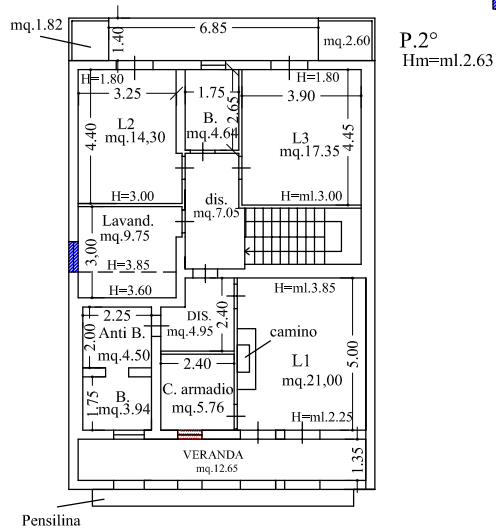 mq.1.82
6.85
1.40
mq.2.60
P.2°
Hm=ml.2.63
H=1.80
H=1.80
3.25
1.75
3.90
2.65
L2
mq.14,30
4.40
B.
mq.4.64
L3
mq.17.35
4.45
H=3.00
dis.
mq.7.05
H=ml.3.00
Lavand.
mq.9.75
3,00
H=3.85
H=3.60
H=ml.3.85
2.25
2.00
Anti B.
mq.4.50
DIS.
mq.4.95
2.40
camino
2.40
L1
mq.21,00
5.00
C. armadio
mq.5.76
B.
mq.3.94
1.75
H=ml.2.25
VERANDA
mq.12.65
1.35
Pensilina